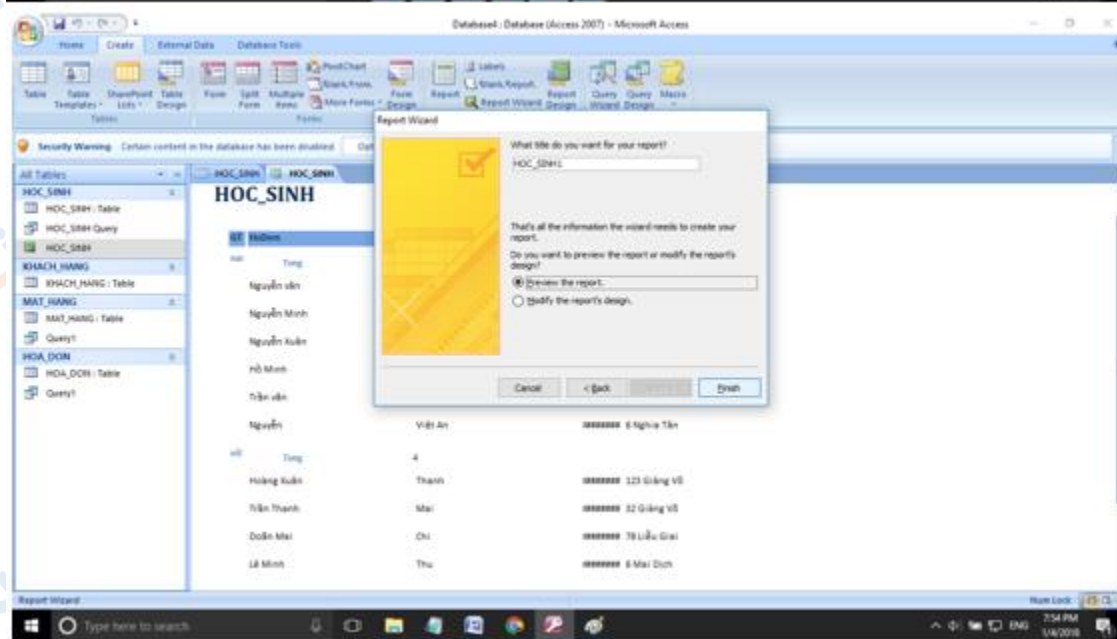 Database4 : Database (Access 2007) - Microsoft Access
Home Create External Data Database Tools
Table
Table Templates
SharePoint Lists
Table Design
Tables
Form
Split Form
Multiple Items
PivotChart
Blank Form
More Forms
Form Design
Forms
Report
Labels
Blank Report
Report Wizard
Report Design
Query Wizard
Query Design
Macro
Security Warning Certain content in the database has been disabled
All Tables
HOC_SINH
HOC_SINH : Table
HOC_SINH Query
HOC_SINH
KHACH_HANG
KHACH_HANG : Table
MAT_HANG
MAT_HANG : Table
Query1
HOA_DON
HOA_DON : Table
Query1
HOC_SINH HOC_SINH
HOC_SINH
GT HoDem
Tong
Nguyễn văn
Nguyễn Minh
Nguyễn Xuân
Hồ Minh
Trần văn
Nguyễn Việt An ######## 6 Nghĩa Tân
Tong 4
Hoàng Xuân Thanh ######## 123 Giảng Võ
Trần Thanh Mai ######## 32 Giảng Võ
Doãn Mai Chi ######## 78 Liễu Giai
Lê Minh Thu ######## 6 Mai Dịch
Report Wizard
What title do you want for your report?
HOC_SINH1
That's all the information the wizard needs to create your
report.
Do you want to preview the report or modify the report's
design?
Preview the report.
Modify the report's design.
Cancel < Back Finish
Report Wizard
Num Lock
Type here to search
ENG
7:54 PM
1/4/2018